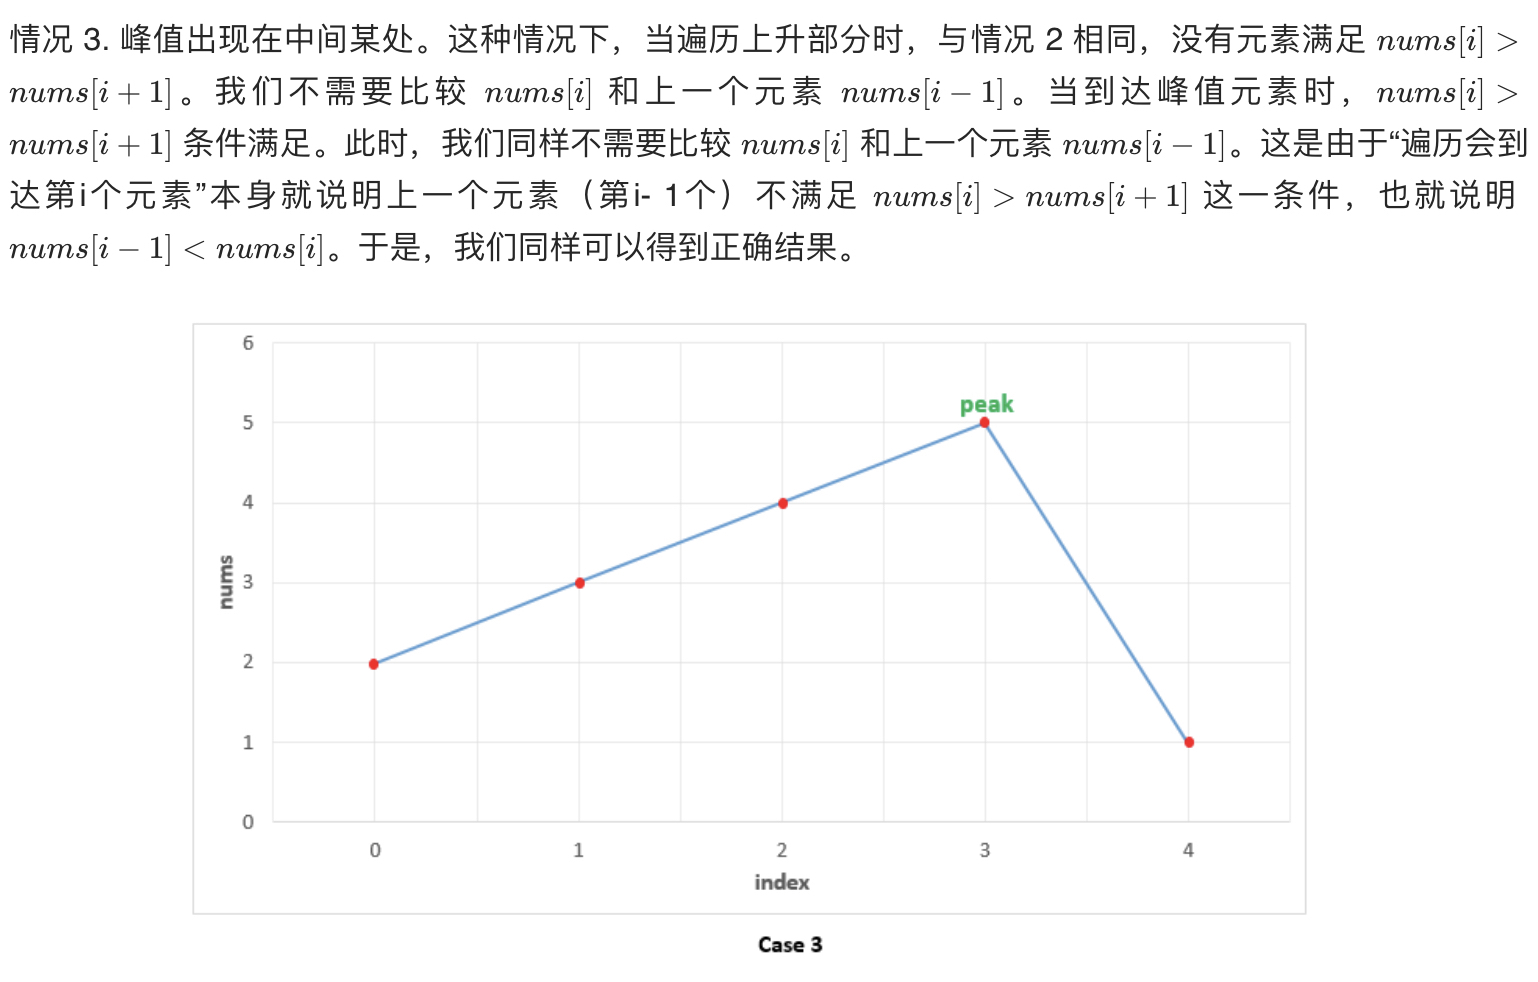 情况 3. 峰值出现在中间某处。这种情况下，当遍历上升部分时，与情况 2 相同，没有元素满足 nums[i] >
nums[i + 1] 。我们不需要比较 nums[i] 和上一个元素 nums[i − 1] 。当到达峰值元素时， nums[i] >
nums[i + 1] 条件满足。此时，我们同样不需要比较 nums[i] 和上一个元素 nums[i − 1]。这是由于“遍历会到
达第i个元素”本身就说明上一个元素（第i- 1个）不满足 nums[i] > nums[i + 1] 这一条件，也就说明
nums[i − 1] < nums[i]。于是，我们同样可以得到正确结果。
6
peak
5
4
nums
3
2
1
0
0 1 2 3 4
index
Case 3